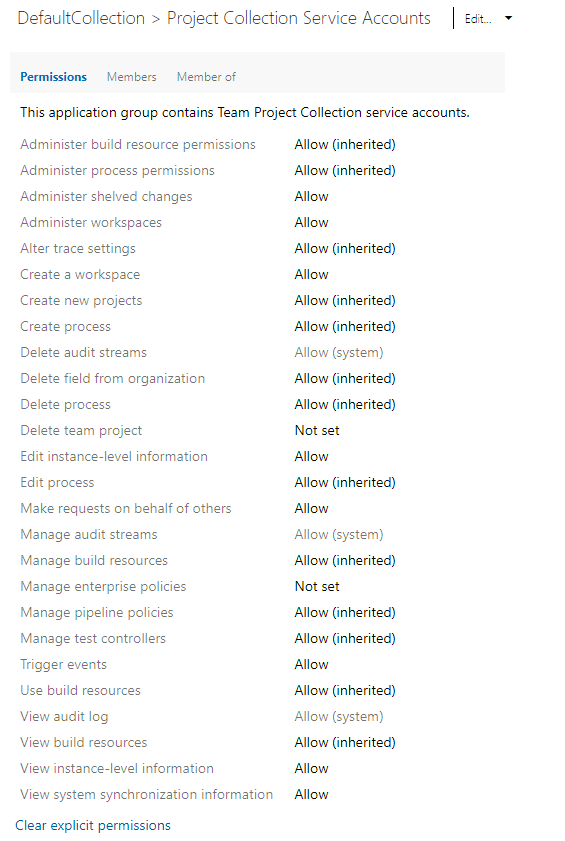 DefaultCollection > Project Collection Service Accounts Edit...
Permissions Members Member of
This application group contains Team Project Collection service accounts.
Administer build resource permissions Allow (inherited)
Administer process permissions Allow (inherited)
Administer shelved changes Allow
Administer workspaces Allow
Alter trace settings Allow (inherited)
Create a workspace Allow
Create new projects Allow (inherited)
Create process Allow (inherited)
Delete audit streams Allow (system)
Delete field from organization Allow (inherited)
Delete process Allow (inherited)
Delete team project Not set
Edit instance-level information Allow
Edit process Allow (inherited)
Make requests on behalf of others Allow
Manage audit streams Allow (system)
Manage build resources Allow (inherited)
Manage enterprise policies Not set
Manage pipeline policies Allow (inherited)
Manage test controllers Allow (inherited)
Trigger events Allow
Use build resources Allow (inherited)
View audit log Allow (system)
View build resources Allow (inherited)
View instance-level information Allow
View system synchronization information Allow
Clear explicit permissions